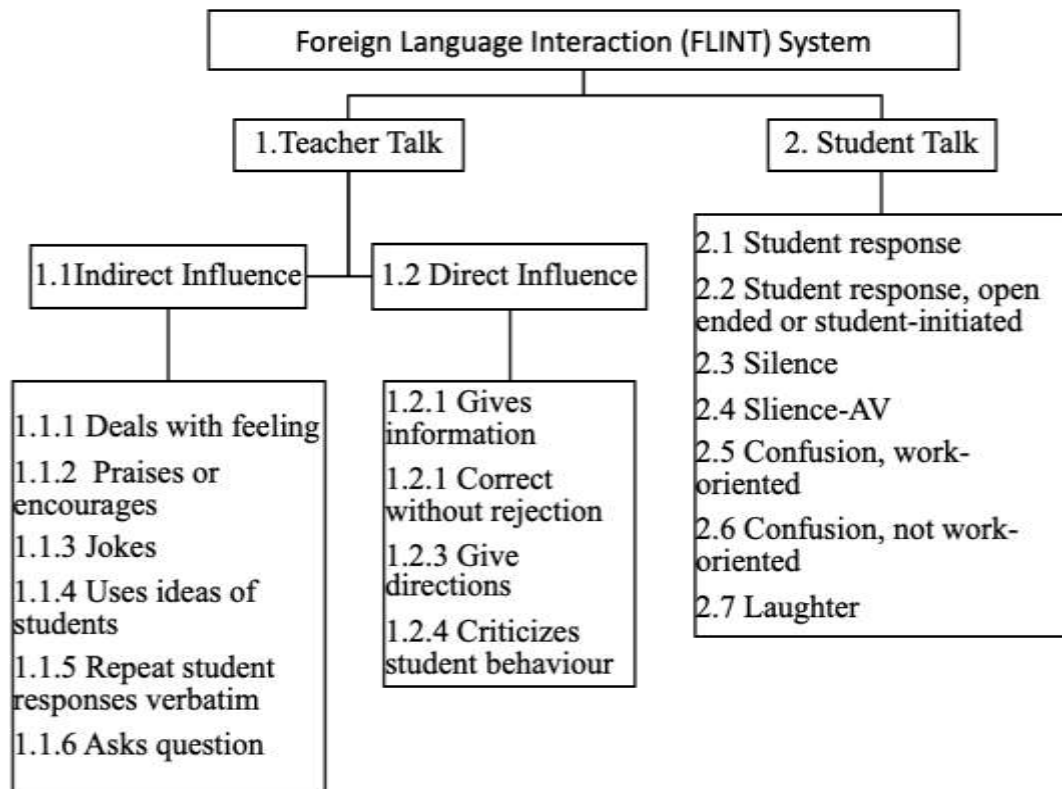 Foreign Language Interaction (FLINT) System
1.Teacher Talk
2. Student Talk
1.1Indirect Influence
1.2 Direct Influence
1.1.1 Deals with feeling
1.1.2 Praises or
encourages
1.1.3 Jokes
1.1.4 Uses ideas of
students
1.1.5 Repeat student
responses verbatim
1.1.6 Asks question
1.2.1 Gives
information
1.2.1 Correct
without rejection
1.2.3 Give
directions
1.2.4 Criticizes
student behaviour
2.1 Student response
2.2 Student response, open
ended or student-initiated
2.3 Silence
2.4 Slience-AV
2.5 Confusion, work-
oriented
2.6 Confusion, not work-
oriented
2.7 Laughter